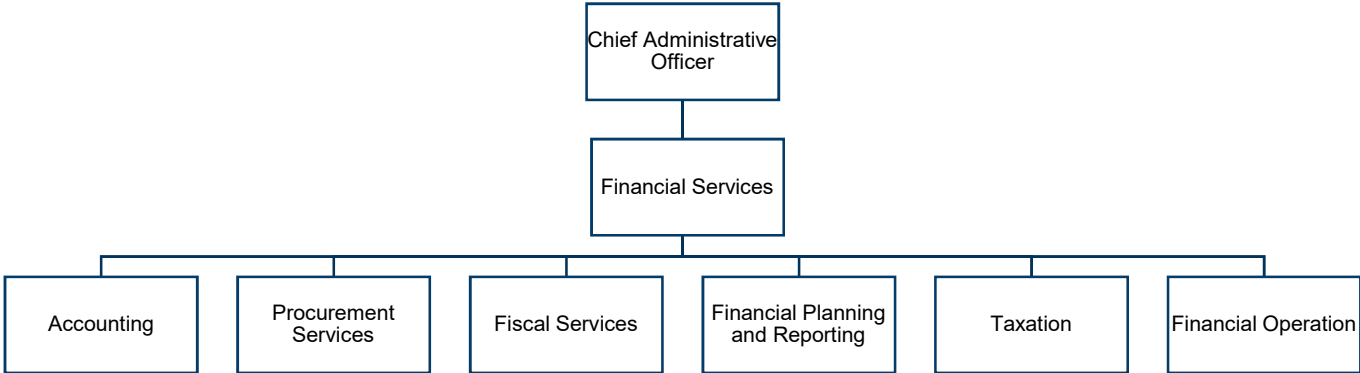 Chief Administrative
Officer
Financial Services
Accounting
Procurement
Services
Fiscal Services
Financial Planning
and Reporting
Taxation
Financial Operation